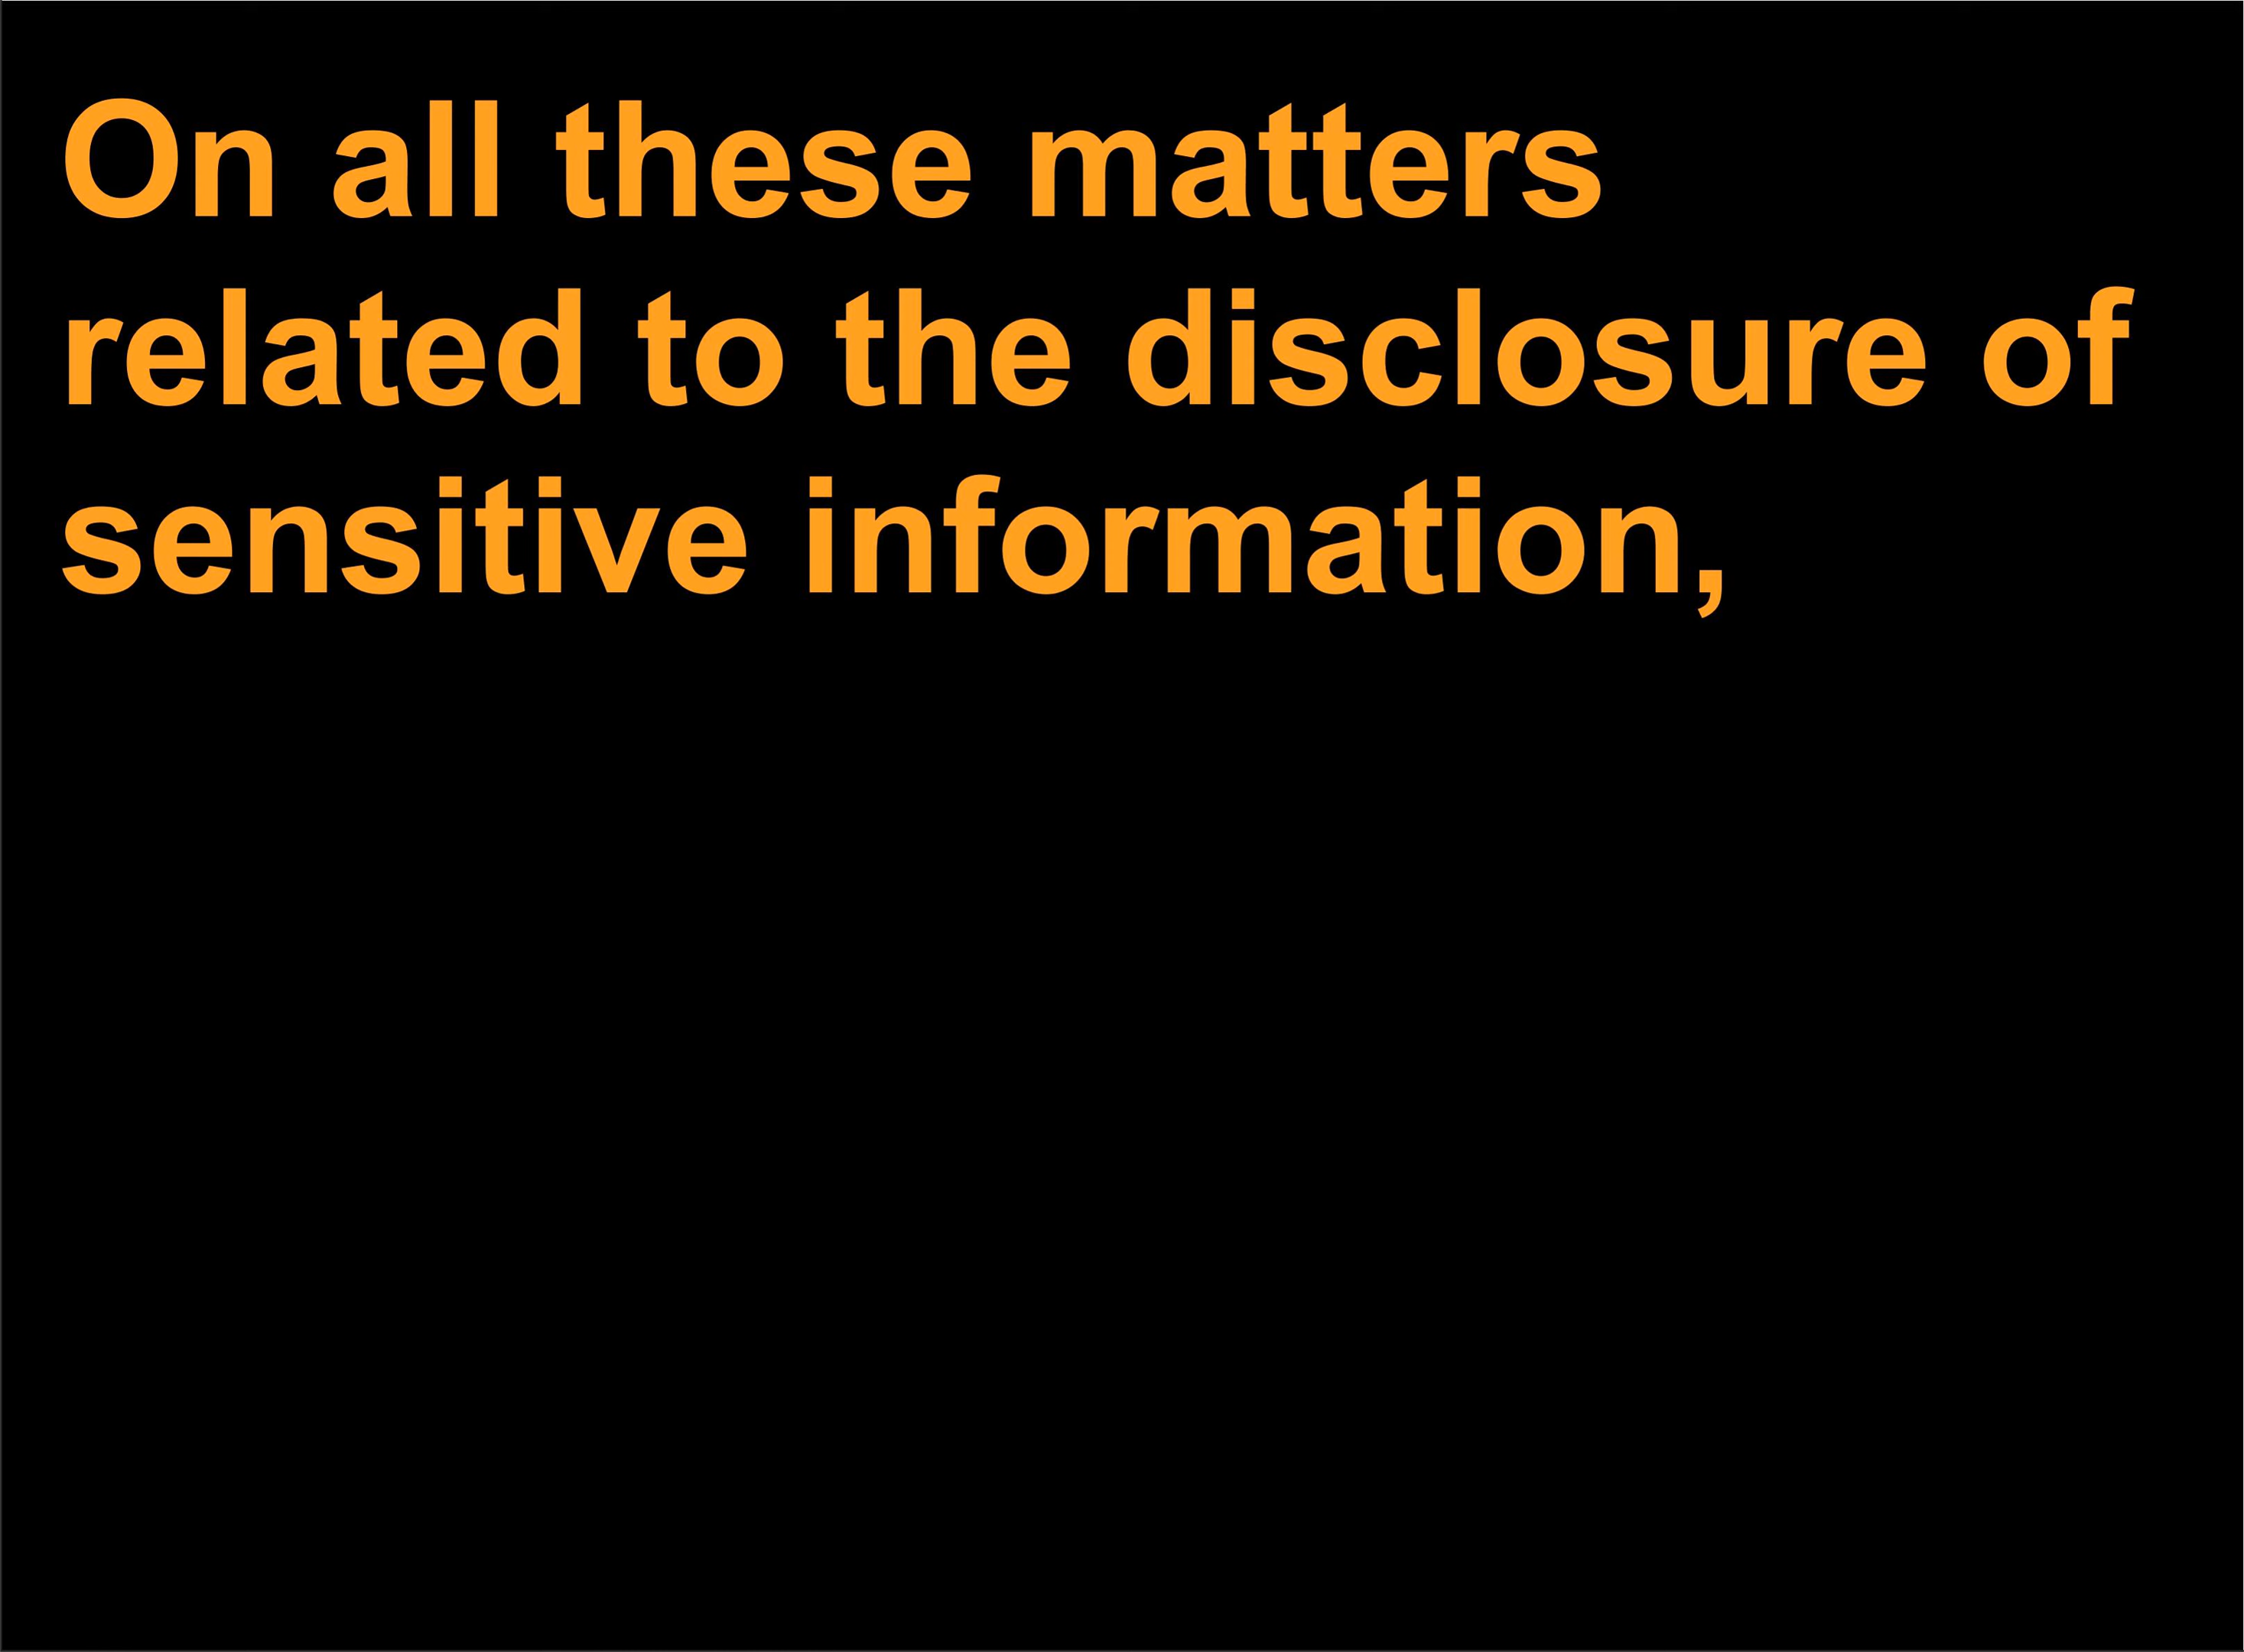 On all these matters
related to the disclosure of
sensitive information,